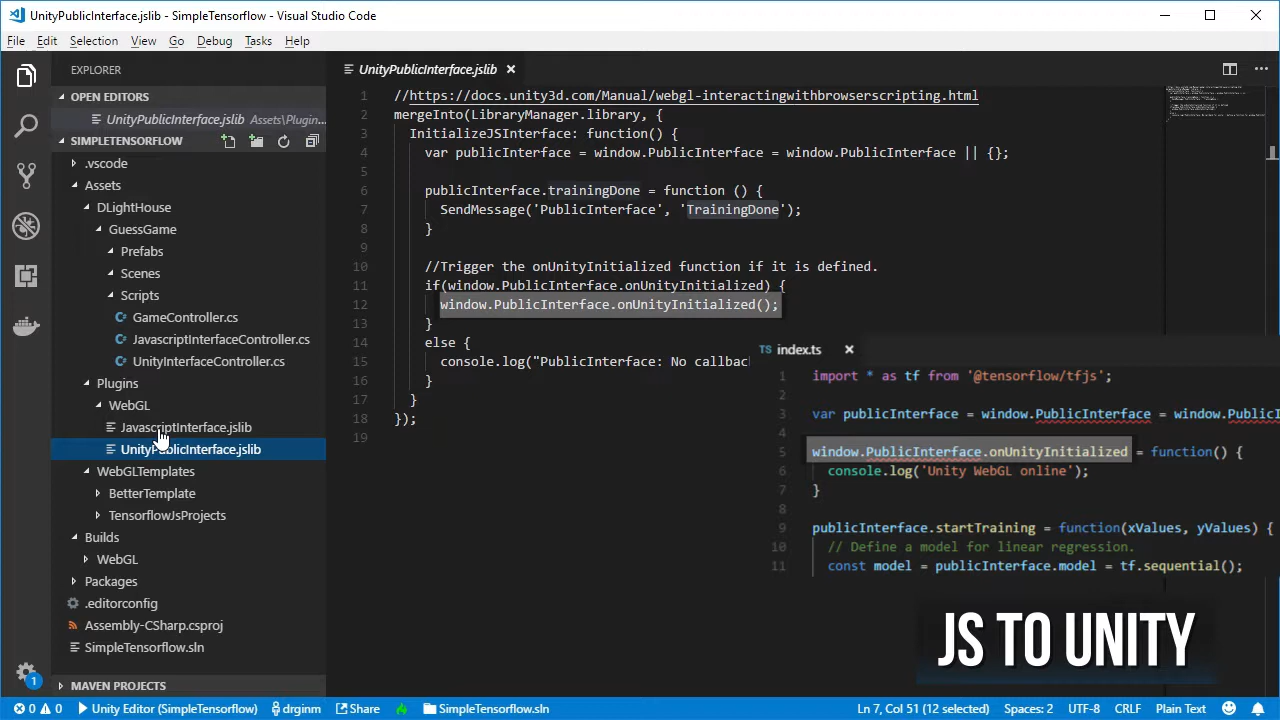 UnityPublicInterface.jslib - SimpleTensorflow - Visual Studio Code
File Edit Selection View Go Debug Tasks Help
EXPLORER
OPEN EDITORS
UnityPublicInterface.jslib Assets\Plugin...
SIMPLETENSORFLOW
.vscode
Assets
DLightHouse
GuessGame
Prefabs
Scenes
Scripts
GameController.cs
JavascriptInterfaceController.cs
UnityInterfaceController.cs
Plugins
WebGL
JavascriptInterface.jslib
UnityPublicInterface.jslib
WebGLTemplates
BetterTemplate
TensorflowJsProjects
Builds
WebGL
Packages
.editorconfig
Assembly-CSharp.csproj
SimpleTensorflow.sln
MAVEN PROJECTS
UnityPublicInterface.jslib
1 //https://docs.unity3d.com/Manual/webgl-interactingwithbrowserscripting.html
2 mergeInto(LibraryManager.library, {
3 InitializeJSInterface: function() {
4 var publicInterface = window.PublicInterface = window.PublicInterface || {};
5
6 publicInterface.trainingDone = function () {
7 SendMessage('PublicInterface', 'TrainingDone');
8 }
9
10 //Trigger the onUnityInitialized function if it is defined.
11 if(window.PublicInterface.onUnityInitialized) {
12 window.PublicInterface.onUnityInitialized();
13 }
14 else {
15 console.log("PublicInterface: No callbac
16 }
17 }
18 });
19
TS index.ts
1 import * as tf from '@tensorflow/tfjs';
2
3 var publicInterface = window.PublicInterface = window.PublicI
4
5 window.PublicInterface.onUnityInitialized = function() {
6 console.log('Unity WebGL online');
7 }
8
9 publicInterface.startTraining = function(xValues, yValues) {
10 // Define a model for linear regression.
11 const model = publicInterface.model = tf.sequential();
JS TO UNITY
1
0 0 Unity Editor (SimpleTensorflow) drginm Share SimpleTensorflow.sln Ln 7, Col 51 (12 selected) Spaces: 2 UTF-8 CRLF Plain Text